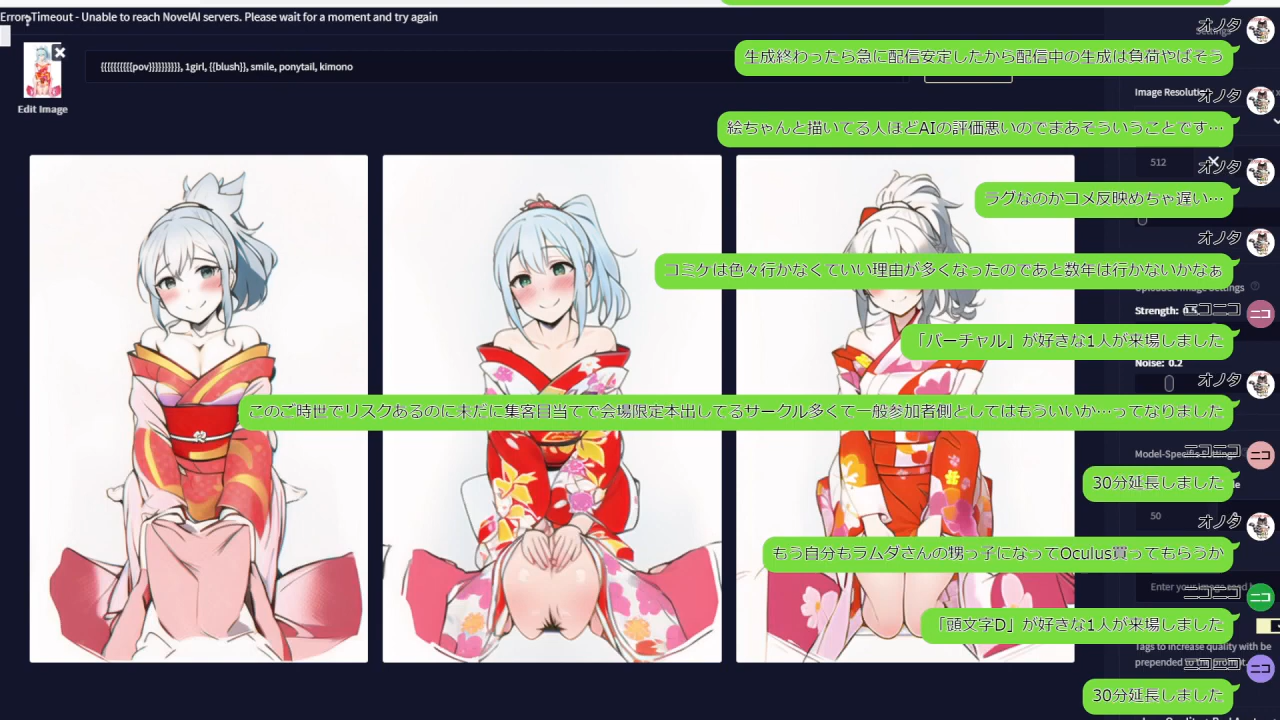 Error: Timeout - Unable to reach NovelAI servers. Please wait for a moment and try again
Edit Image
{{{{{{{{{{pov}}}}}}}}}}, 1girl, {{blush}}, smile, ponytail, kimono
オノタ
生成終わったら急に配信安定したから配信中の生成は負荷やばそう
Image Resolution
オノタ
絵ちゃんと描いてる人ほどAIの評価悪いのでまあそういうことです…
512
オノタ
ラグなのかコメ反映めちゃ遅い…
オノタ
コミケは色々行かなくていい理由が多くなったのであと数年は行かないかなぁ
Uploaded Image Settings
Strength: 0.5
ニコニコ
ニコ
「バーチャル」が好きな1人が来場しました
Noise: 0.2
オノタ
このご時世でリスクあるのに未だに集客目当てで会場限定本出してるサークル多くて一般参加者側としてはもういいか…ってなりました
Model-Specific Settings
ニコニコ
ニコ
30分延長しました
50
オノタ
もう自分もラムダさんの甥っ子になってOculus買ってもらうか
Enter your image seed
ニコニコ
ニコ
「頭文字D」が好きな1人が来場しました
Tags to increase quality will be
prepended to the prompt.
ニコニコ
ニコ
30分延長しました